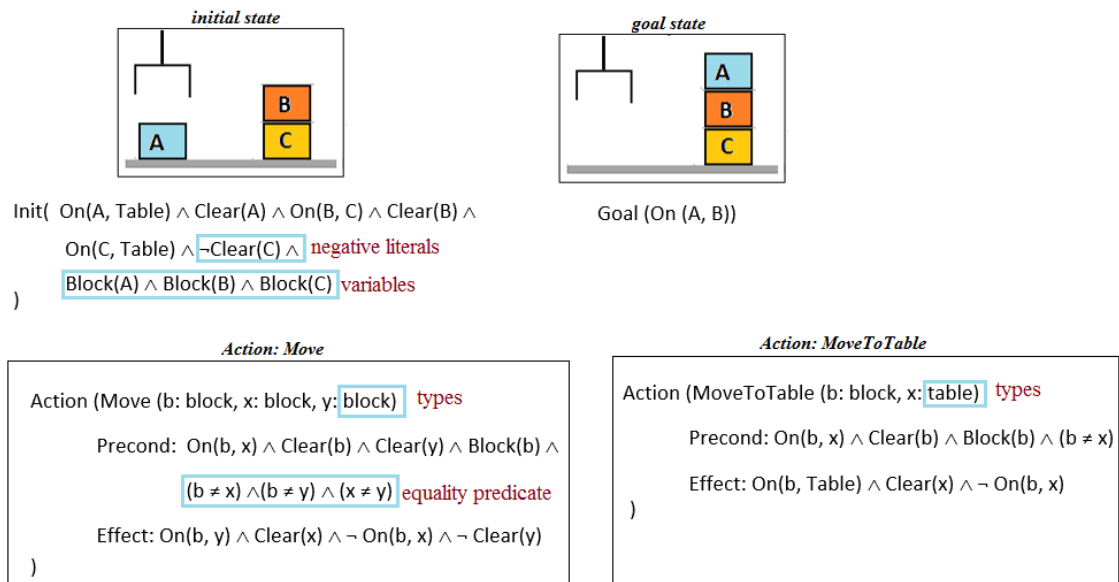 initial state
A
B
C
goal state
A
B
C
Init( On(A, Table) ∧ Clear(A) ∧ On(B, C) ∧ Clear(B) ∧
On(C, Table) ∧ ¬Clear(C) ∧ negative literals
Block(A) ∧ Block(B) ∧ Block(C) variables
)
Goal (On (A, B))
Action: Move
Action (Move (b: block, x: block, y: block) types
Precond: On(b, x) ∧ Clear(b) ∧ Clear(y) ∧ Block(b) ∧
(b ≠ x) ∧(b ≠ y) ∧ (x ≠ y) equality predicate
Effect: On(b, y) ∧ Clear(x) ∧ ¬ On(b, x) ∧ ¬ Clear(y)
)
Action: MoveToTable
Action (MoveToTable (b: block, x: table) types
Precond: On(b, x) ∧ Clear(b) ∧ Block(b) ∧ (b ≠ x)
Effect: On(b, Table) ∧ Clear(x) ∧ ¬ On(b, x)
)